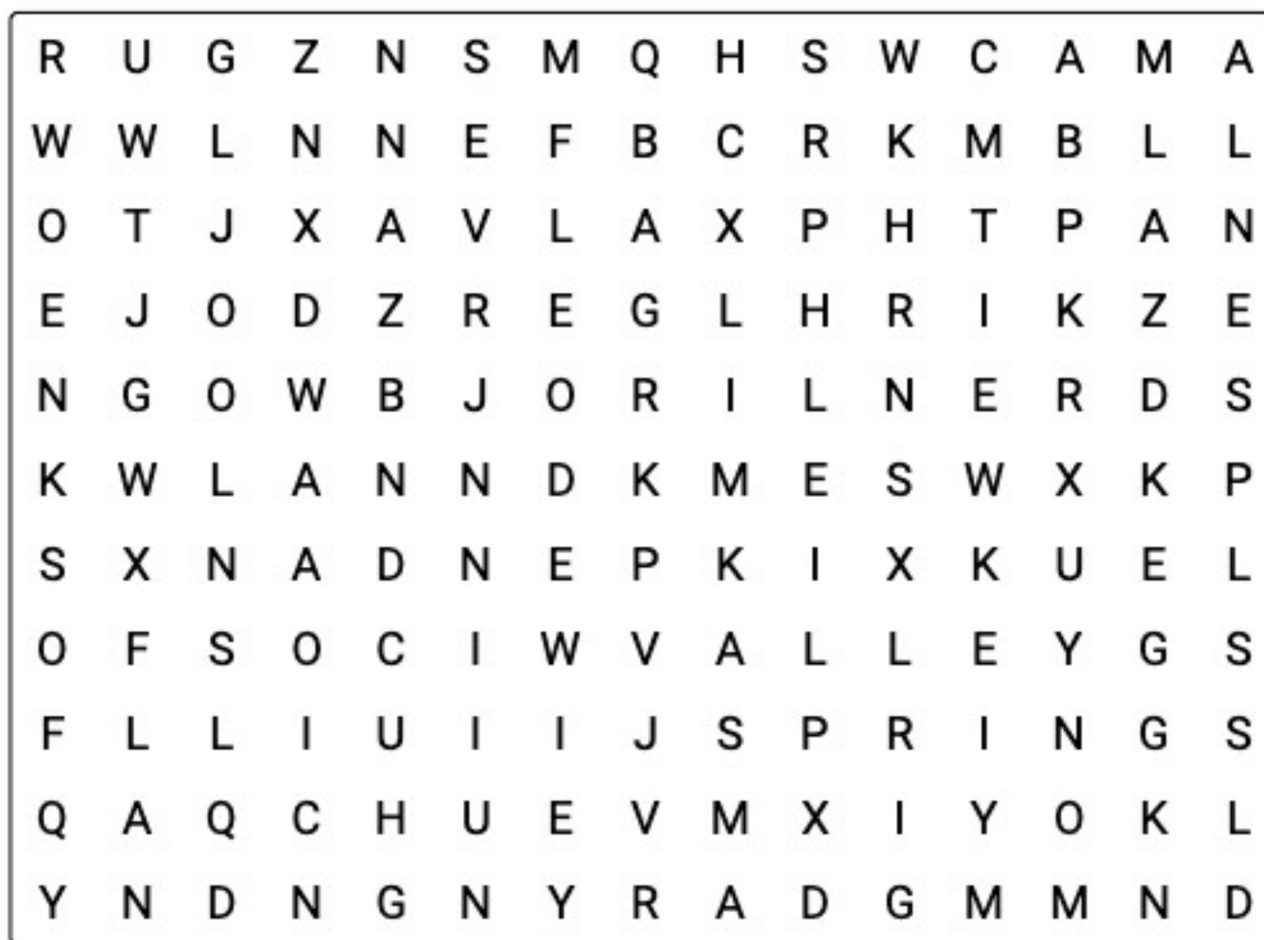 R U G Z N S M Q H S W C A M A
W W L N N E F B C R K M B L L
O T J X A V L A X P H T P A N
E J O D Z R E G L H R I K Z E
N G O W B J O R I L N E R D S
K W L A N N D K M E S W X K P
S X N A D N E P K I X K U E L
O F S O C I W V A L L E Y G S
F L L I U I I J S P R I N G S
Q A Q C H U E V M X I Y O K L
Y N D N G N Y R A D G M M N D